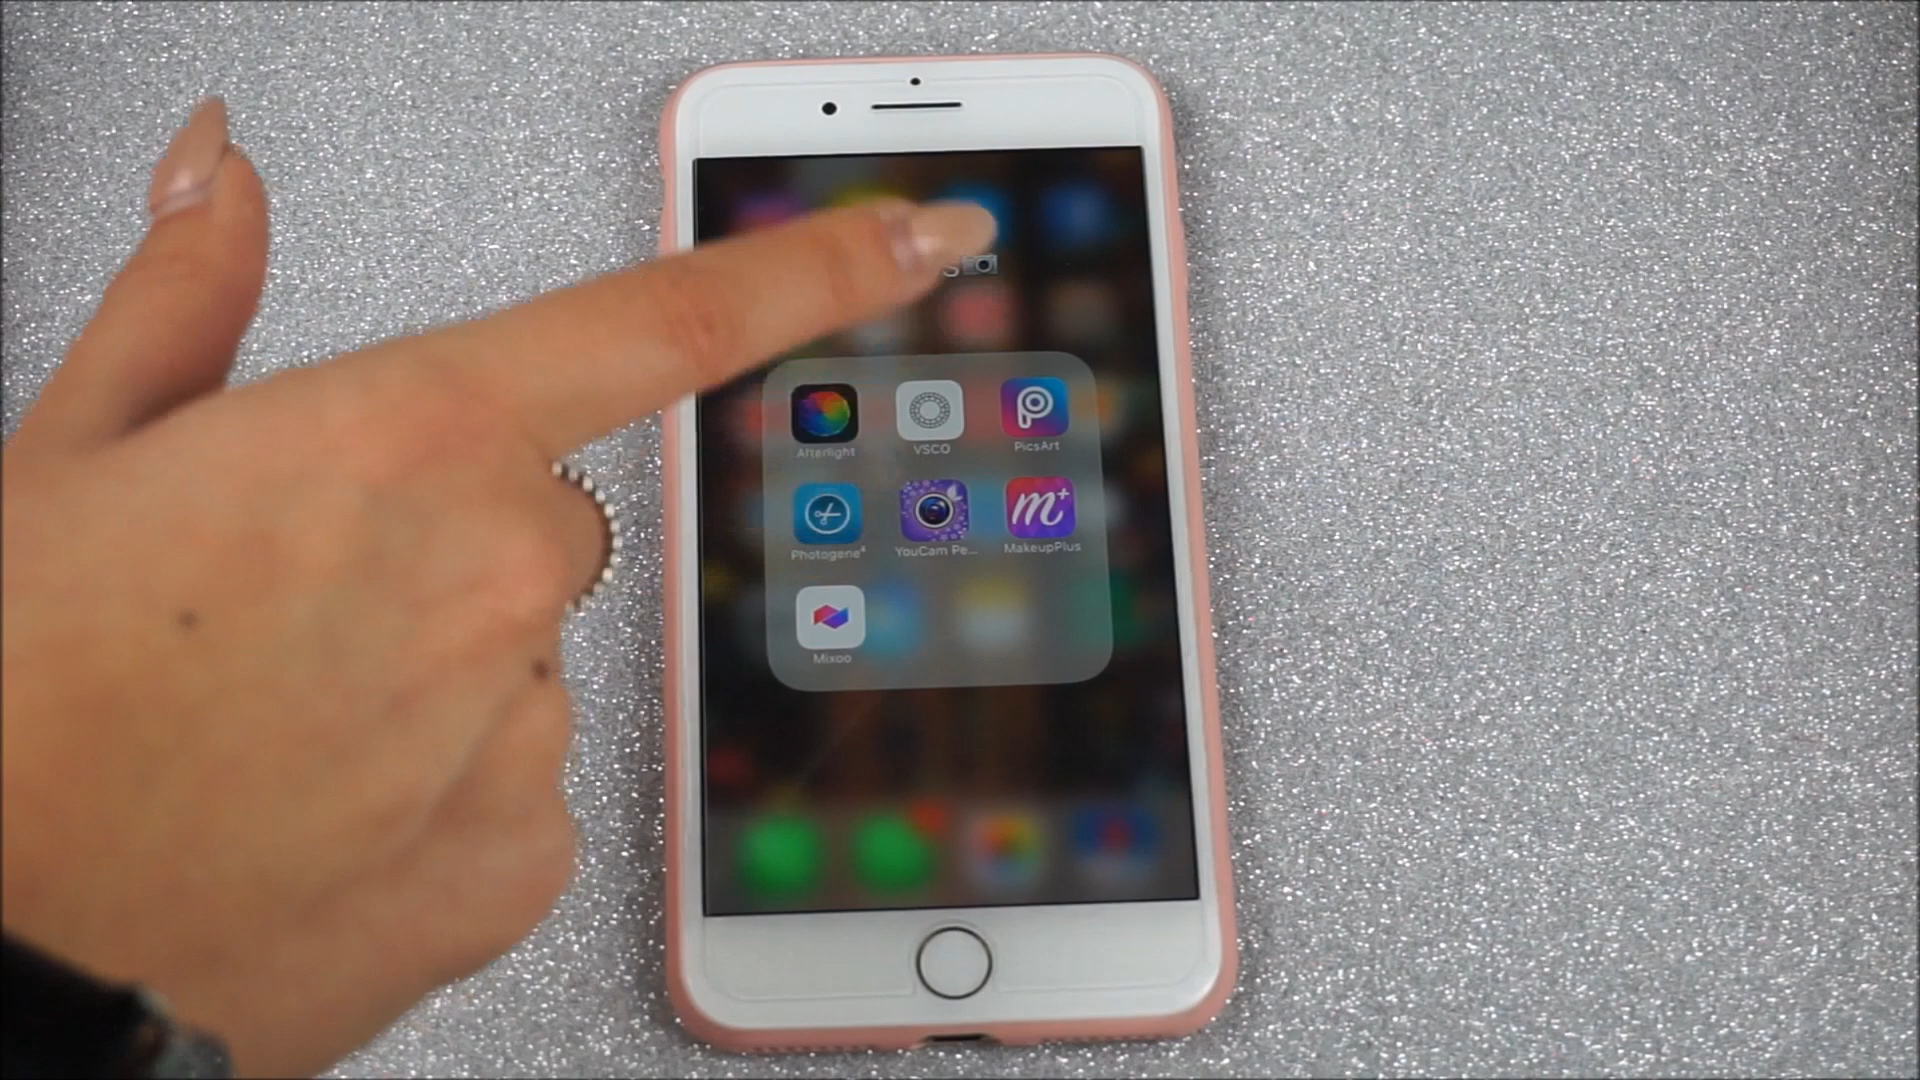 s📷
Afterlight VSCO PicsArt
Photogene⁴ YouCam Pe... MakeupPlus
Mixoo